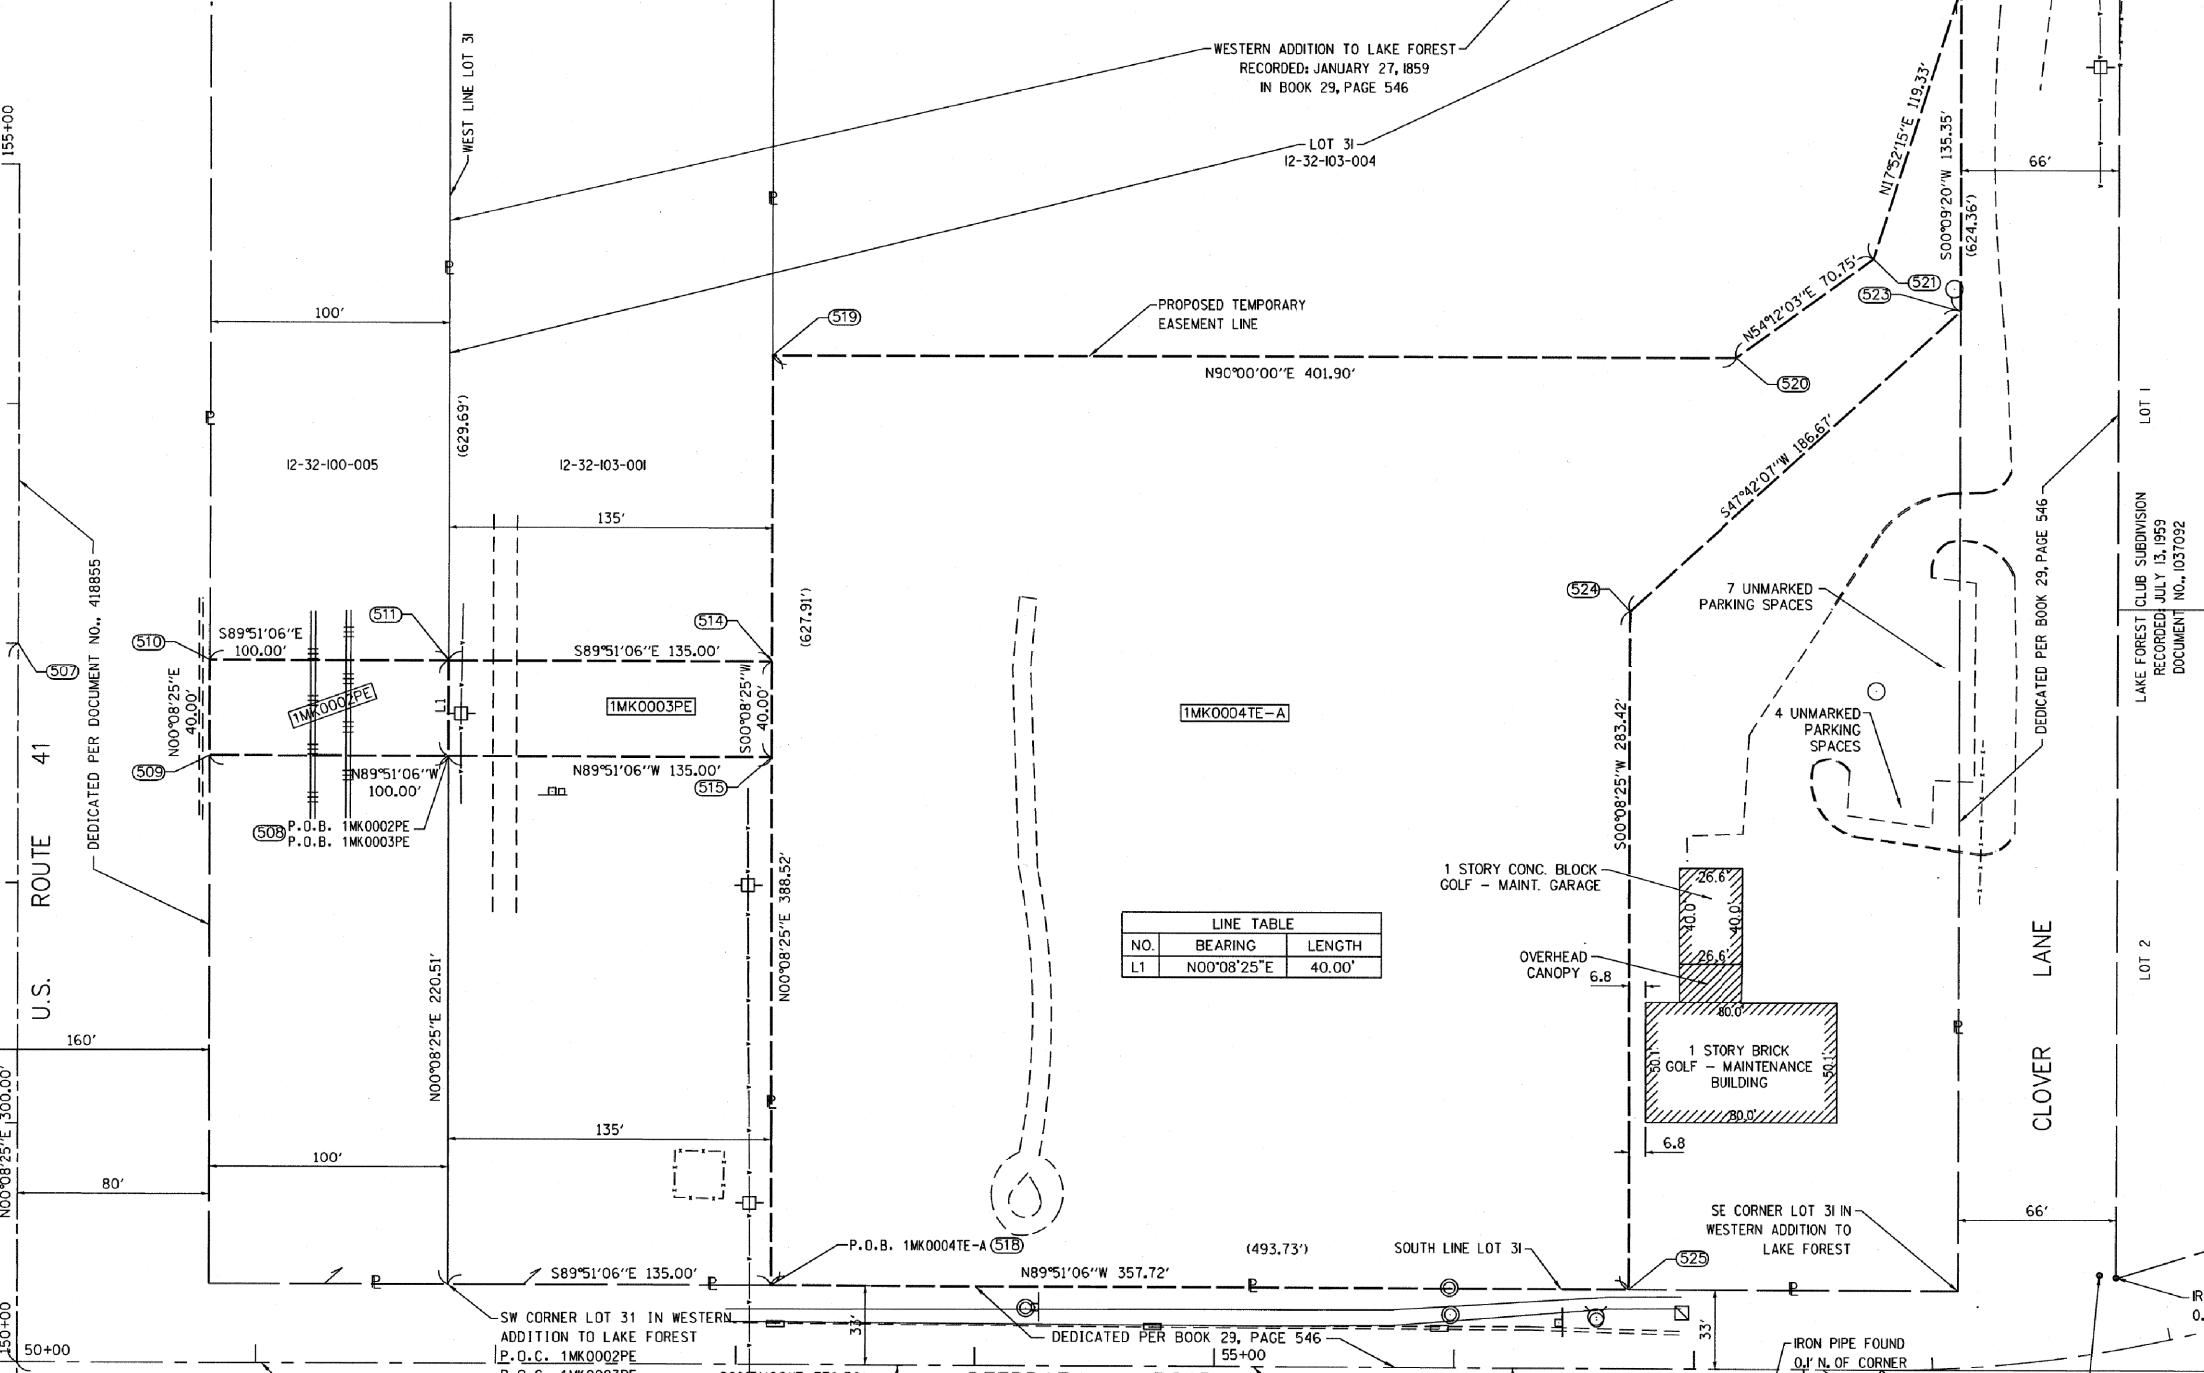 155+00
WEST LINE LOT 31
WESTERN ADDITION TO LAKE FOREST
RECORDED: JANUARY 27, 1859
IN BOOK 29, PAGE 546
LOT 31
12-32-103-004
N17°52'15"E 119.33'
S00°09'20"W 135.35'
(624.36')
66'
100'
519
PROPOSED TEMPORARY
EASEMENT LINE
N54°12'03"E 70.75'
521
523
N90°00'00"E 401.90'
520
(629.69')
12-32-100-005
12-32-103-001
135'
S47°42'07"W 186.67'
LOT 1
DEDICATED PER DOCUMENT NO., 418855
(627.91')
524
7 UNMARKED
PARKING SPACES
DEDICATED PER BOOK 29, PAGE 546
LAKE FOREST CLUB SUBDIVISION
RECORDED: JULY 13, 1959
DOCUMENT NO., 1037092
510
S89°51'06"E
100.00'
511
514
S89°51'06"E 135.00'
507
N00°08'25"E
40.00'
1MK0002PE
L1
1MK0003PE
S00°08'25"W
40.00'
1MK0004TE-A
S00°08'25"W 283.42'
4 UNMARKED
PARKING
SPACES
509
N89°51'06"W
100.00'
N89°51'06"W 135.00'
515
508
P.O.B. 1MK0002PE
P.O.B. 1MK0003PE
U.S. ROUTE 41
N00°08'25"E 388.52'
1 STORY CONC. BLOCK
GOLF - MAINT. GARAGE
26.6'
40.0'
40.0'
26.6'
LINE TABLE
NO. BEARING LENGTH
L1 N00°08'25"E 40.00'
OVERHEAD
CANOPY
6.8
CLOVER LANE
LOT 2
N00°08'25"E 220.51'
160'
80.0'
50.1'
1 STORY BRICK
GOLF - MAINTENANCE
BUILDING
50.1'
80.0'
N00°08'25"E 300.00'
135'
6.8
100'
80'
SE CORNER LOT 31 IN
WESTERN ADDITION TO
LAKE FOREST
66'
P.O.B. 1MK0004TE-A 518
(493.73')
SOUTH LINE LOT 31
525
S89°51'06"E 135.00'
N89°51'06"W 357.72'
SW CORNER LOT 31 IN WESTERN
ADDITION TO LAKE FOREST
P.O.C. 1MK0002PE
33'
DEDICATED PER BOOK 29, PAGE 546
33'
IRON PIPE FOUND
0.1' N. OF CORNER
150+00
50+00
55+00